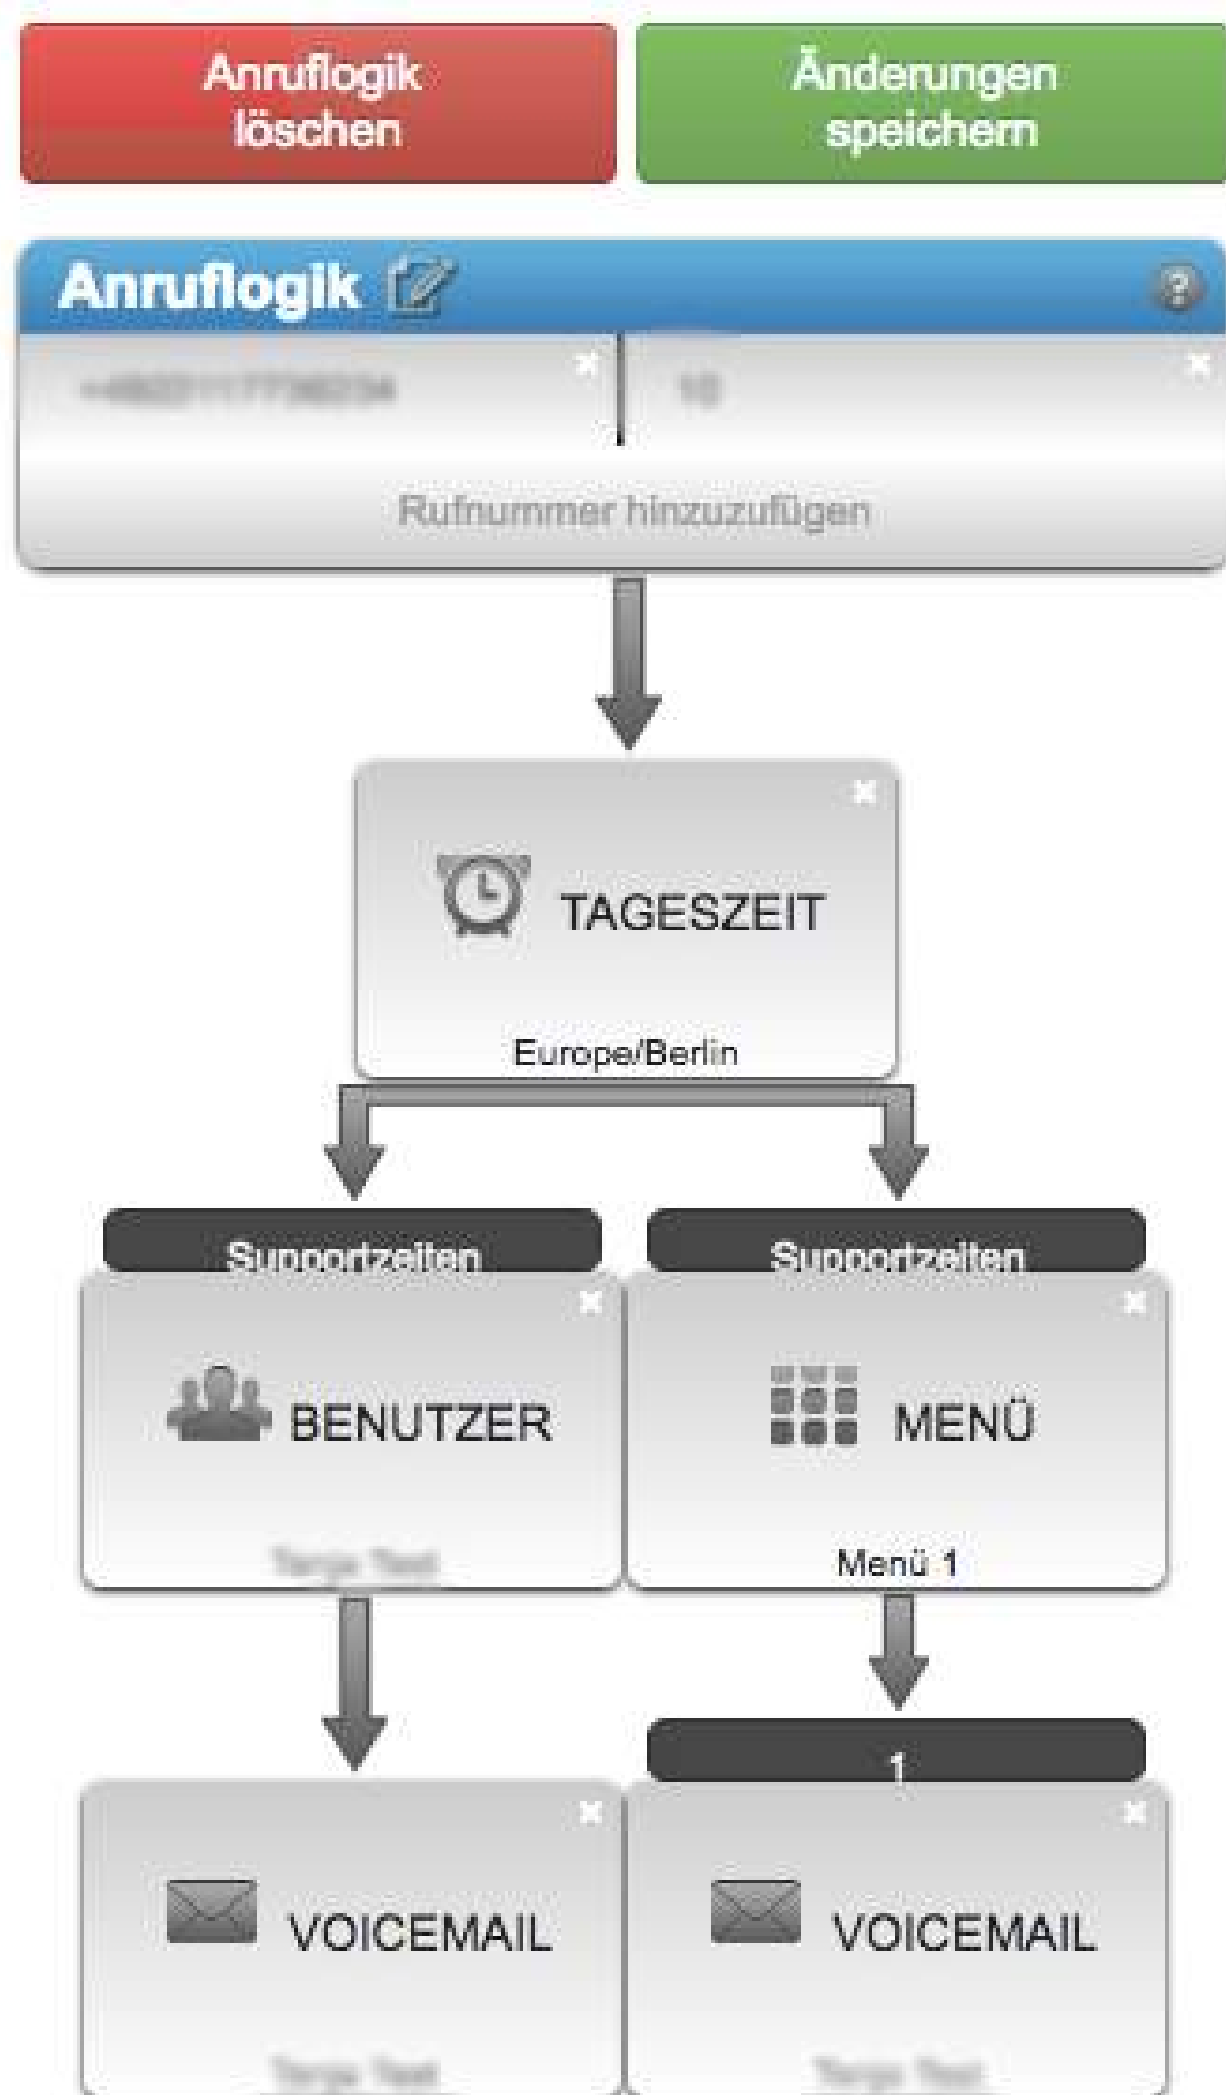 Anruflogik
löschen
Änderungen
speichern
Anruflogik
?
Rufnummer hinzuzufügen
TAGESZEIT
Europe/Berlin
Supportzeiten
Supportzeiten
BENUTZER
MENÜ
Menü 1
1
VOICEMAIL
VOICEMAIL